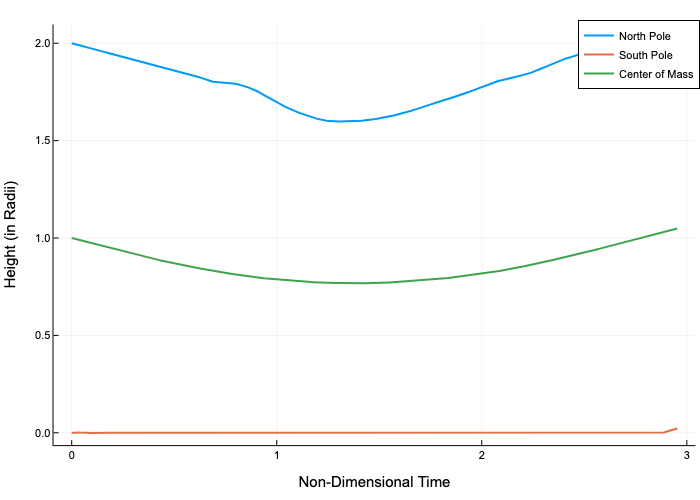 North Pole
South Pole
Center of Mass
2.0
1.5
1.0
0.5
0.0
Height (in Radii)
0 1 2 3
Non-Dimensional Time